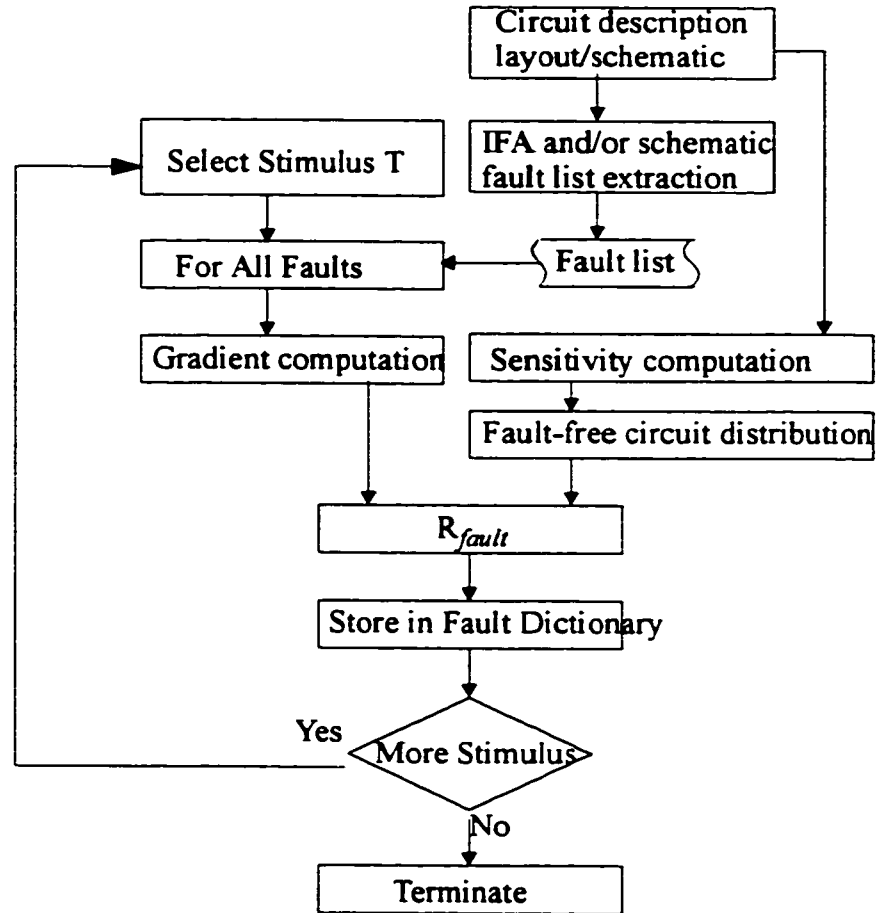 Circuit description
layout/schematic
Select Stimulus T
IFA and/or schematic
fault list extraction
For All Faults
Fault list
Gradient computation
Sensitivity computation
Fault-free circuit distribution
R_fault
Store in Fault Dictionary
Yes
More Stimulus
No
Terminate